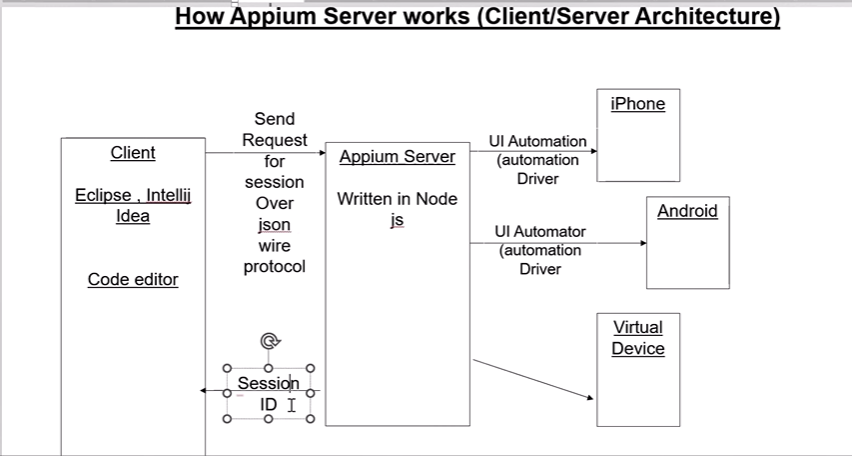 How Appium Server works (Client/Server Architecture)
Client
Eclipse , Intellij
Idea
Code editor
Send
Request
for
session
Over
json
wire
protocol
Session
ID
Appium Server
Written in Node
js
UI Automation
(automation
Driver
iPhone
UI Automator
(automation
Driver
Android
Virtual
Device